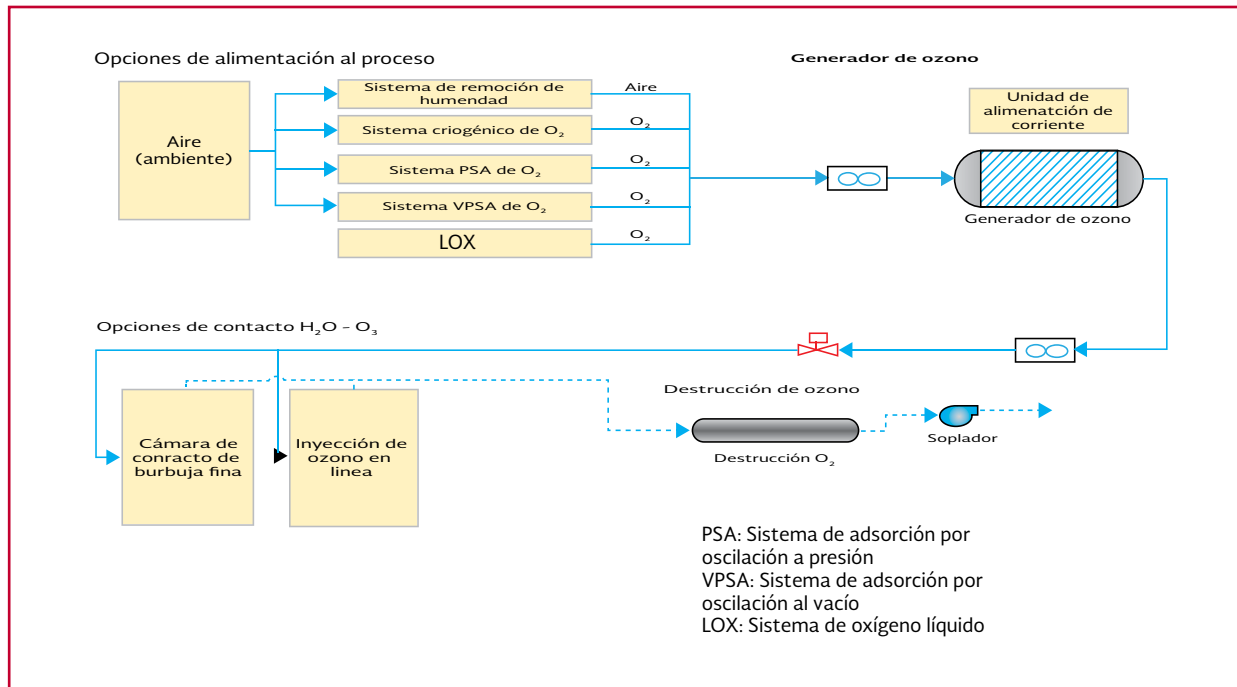 Opciones de alimentación al proceso
Generador de ozono
Aire
(ambiente)
Sistema de remoción de
humendad
Aire
Sistema criogénico de O₂
O₂
Sistema PSA de O₂
O₂
Sistema VPSA de O₂
O₂
LOX
O₂
Unidad de
alimenatción de
corriente
Generador de ozono
Opciones de contacto H₂O - O₃
Cámara de
conracto de
burbuja fina
Inyección de
ozono en
linea
Destrucción de ozono
Destrucción O₂
Soplador
PSA: Sistema de adsorción por
oscilación a presión
VPSA: Sistema de adsorción por
oscilación al vacío
LOX: Sistema de oxígeno líquido